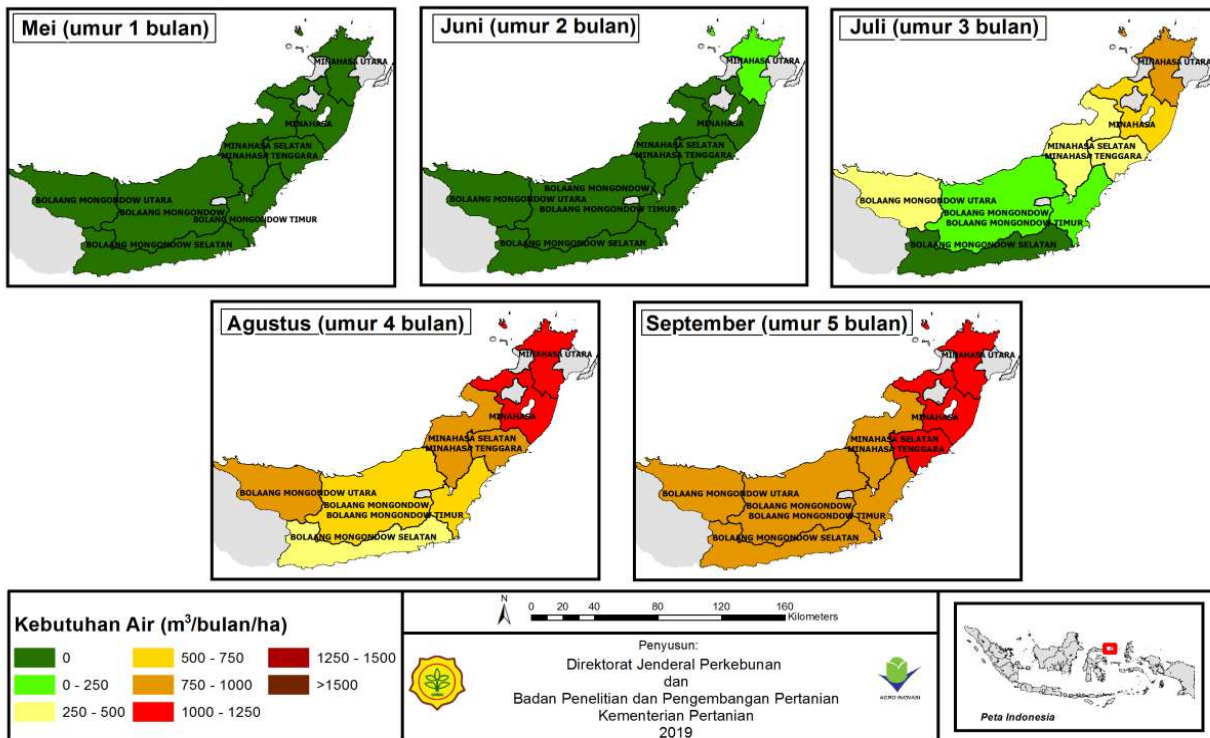 Mei (umur 1 bulan)
MINAHASA UTARA
MINAHASA
MINAHASA SELATAN
MINAHASA TENGGARA
BOLAANG MONGONDOW UTARA
BOLAANG MONGONDOW
BOLANG MONGONDOW TIMUR
BOLAANG MONGONDOW SELATAN
Juni (umur 2 bulan)
MINAHASA UTARA
MINAHASA
MINAHASA SELATAN
MINAHASA TENGGARA
BOLAANG MONGONDOW
BOLAANG MONGONDOW UTARA
BOLAANG MONGONDOW TIMUR
BOLAANG MONGONDOW SELATAN
Juli (umur 3 bulan)
MINAHASA UTARA
MINAHASA
MINAHASA SELATAN
MINAHASA TENGGARA
BOLAANG MONGONDOW UTARA
BOLAANG MONGONDOW
BOLAANG MONGONDOW TIMUR
BOLAANG MONGONDOW SELATAN
Agustus (umur 4 bulan)
MINAHASA UTARA
MINAHASA
MINAHASA SELATAN
MINAHASA TENGGARA
BOLAANG MONGONDOW UTARA
BOLAANG MONGONDOW
BOLAANG MONGONDOW TIMUR
BOLAANG MONGONDOW SELATAN
September (umur 5 bulan)
MINAHASA UTARA
MINAHASA
MINAHASA SELATAN
MINAHASA TENGGARA
BOLAANG MONGONDOW UTARA
BOLAANG MONGONDOW
BOLAANG MONGONDOW TIMUR
BOLAANG MONGONDOW SELATAN
Kebutuhan Air (m³/bulan/ha)
0
0 - 250
250 - 500
500 - 750
750 - 1000
1000 - 1250
1250 - 1500
>1500
N
0 20 40 80 120 160
Kilometers
Penyusun:
Direktorat Jenderal Perkebunan
dan
Badan Penelitian dan Pengembangan Pertanian
Kementerian Pertanian
2019
AGRO INOVASI
Peta Indonesia